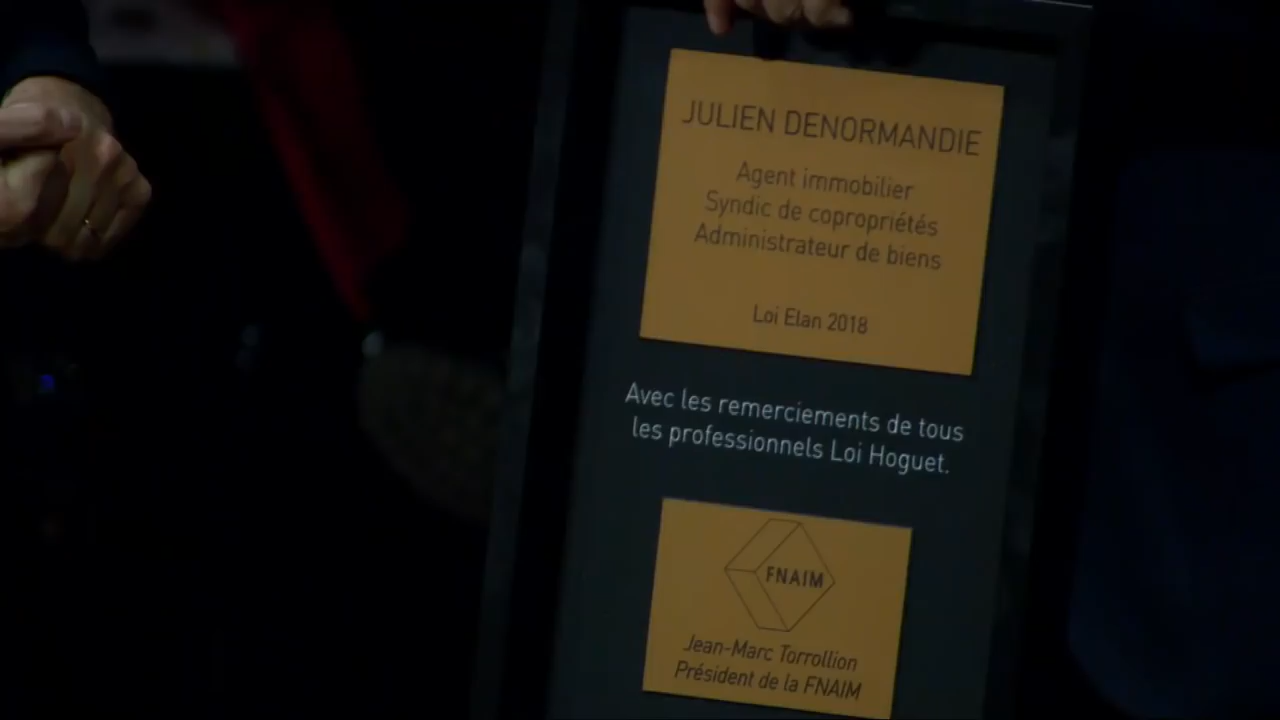 JULIEN DENORMANDIE
Agent immobilier
Syndic de copropriétés
Administrateur de biens
Loi Elan 2018
Avec les remerciements de tous
les professionnels Loi Hoguet.
FNAIM
Jean-Marc Torrollion
Président de la FNAIM